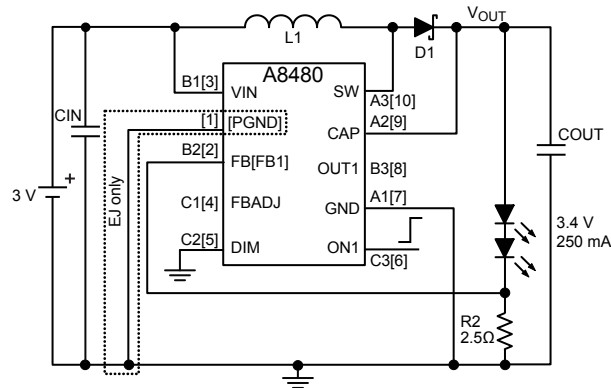 L1
VOUT
D1
A8480
B1[3]
VIN
SW
A3[10]
[1]
[PGND]
CAP
A2[9]
CIN
B2[2]
FB[FB1]
OUT1
B3[8]
COUT
3 V
+
EJ only
C1[4]
FBADJ
GND
A1[7]
C2[5]
DIM
ON1
C3[6]
3.4 V
250 mA
R2
2.5Ω